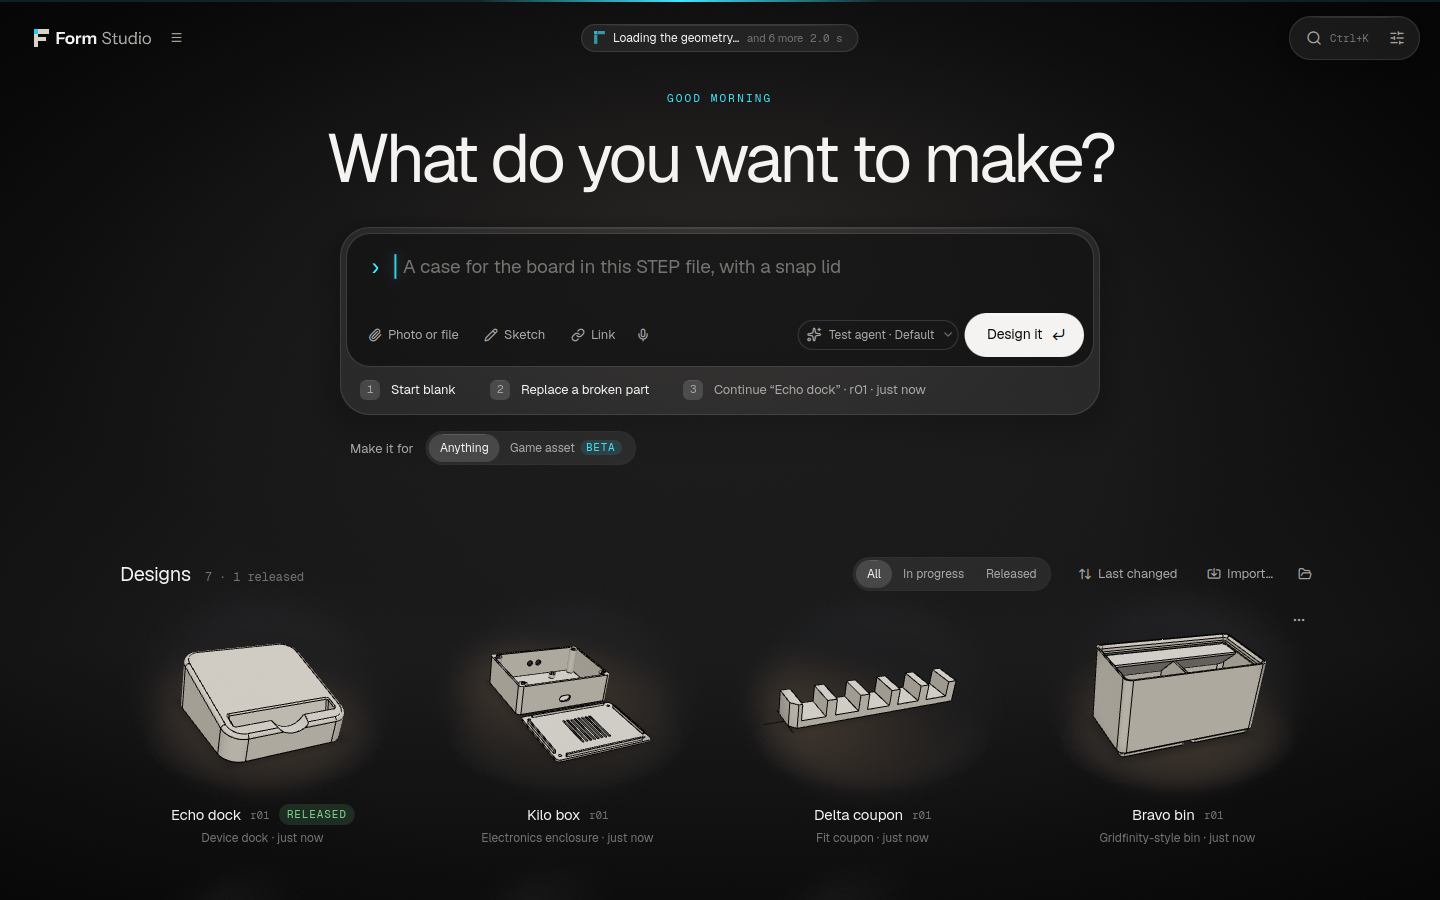 Form Studio
Loading the geometry... and 6 more 2.0 s
Ctrl+K
GOOD MORNING
What do you want to make?
› A case for the board in this STEP file, with a snap lid
Photo or file Sketch Link Test agent · Default Design it
1 Start blank 2 Replace a broken part 3 Continue “Echo dock” · r01 · just now
Make it for Anything Game asset BETA
Designs 7 · 1 released All In progress Released Last changed Import...
Echo dock r01 RELEASED
Device dock · just now
Kilo box r01
Electronics enclosure · just now
Delta coupon r01
Fit coupon · just now
Bravo bin r01
Gridfinity-style bin · just now